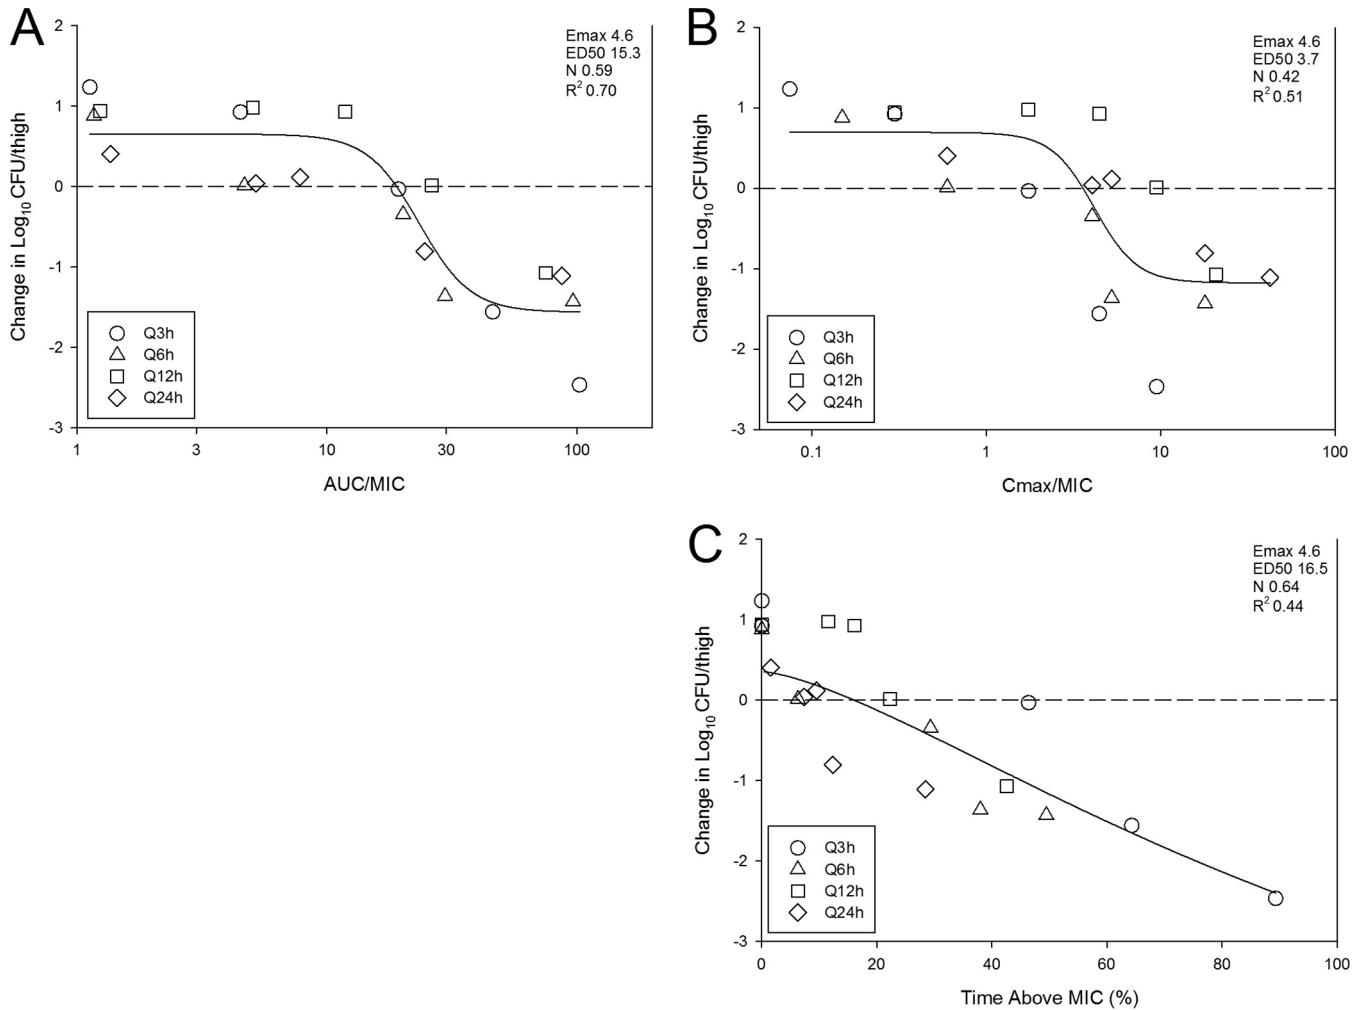 A
2
1
0
-1
-2
-3
Change in Log10 CFU/thigh
Emax 4.6
ED50 15.3
N 0.59
R2 0.70
Q3h
Q6h
Q12h
Q24h
1
3
10
30
100
AUC/MIC
B
2
1
0
-1
-2
-3
Change in Log10 CFU/thigh
Emax 4.6
ED50 3.7
N 0.42
R2 0.51
Q3h
Q6h
Q12h
Q24h
0.1
1
10
100
Cmax/MIC
C
2
1
0
-1
-2
-3
Change in Log10 CFU/thigh
Emax 4.6
ED50 16.5
N 0.64
R2 0.44
Q3h
Q6h
Q12h
Q24h
0
20
40
60
80
100
Time Above MIC (%)